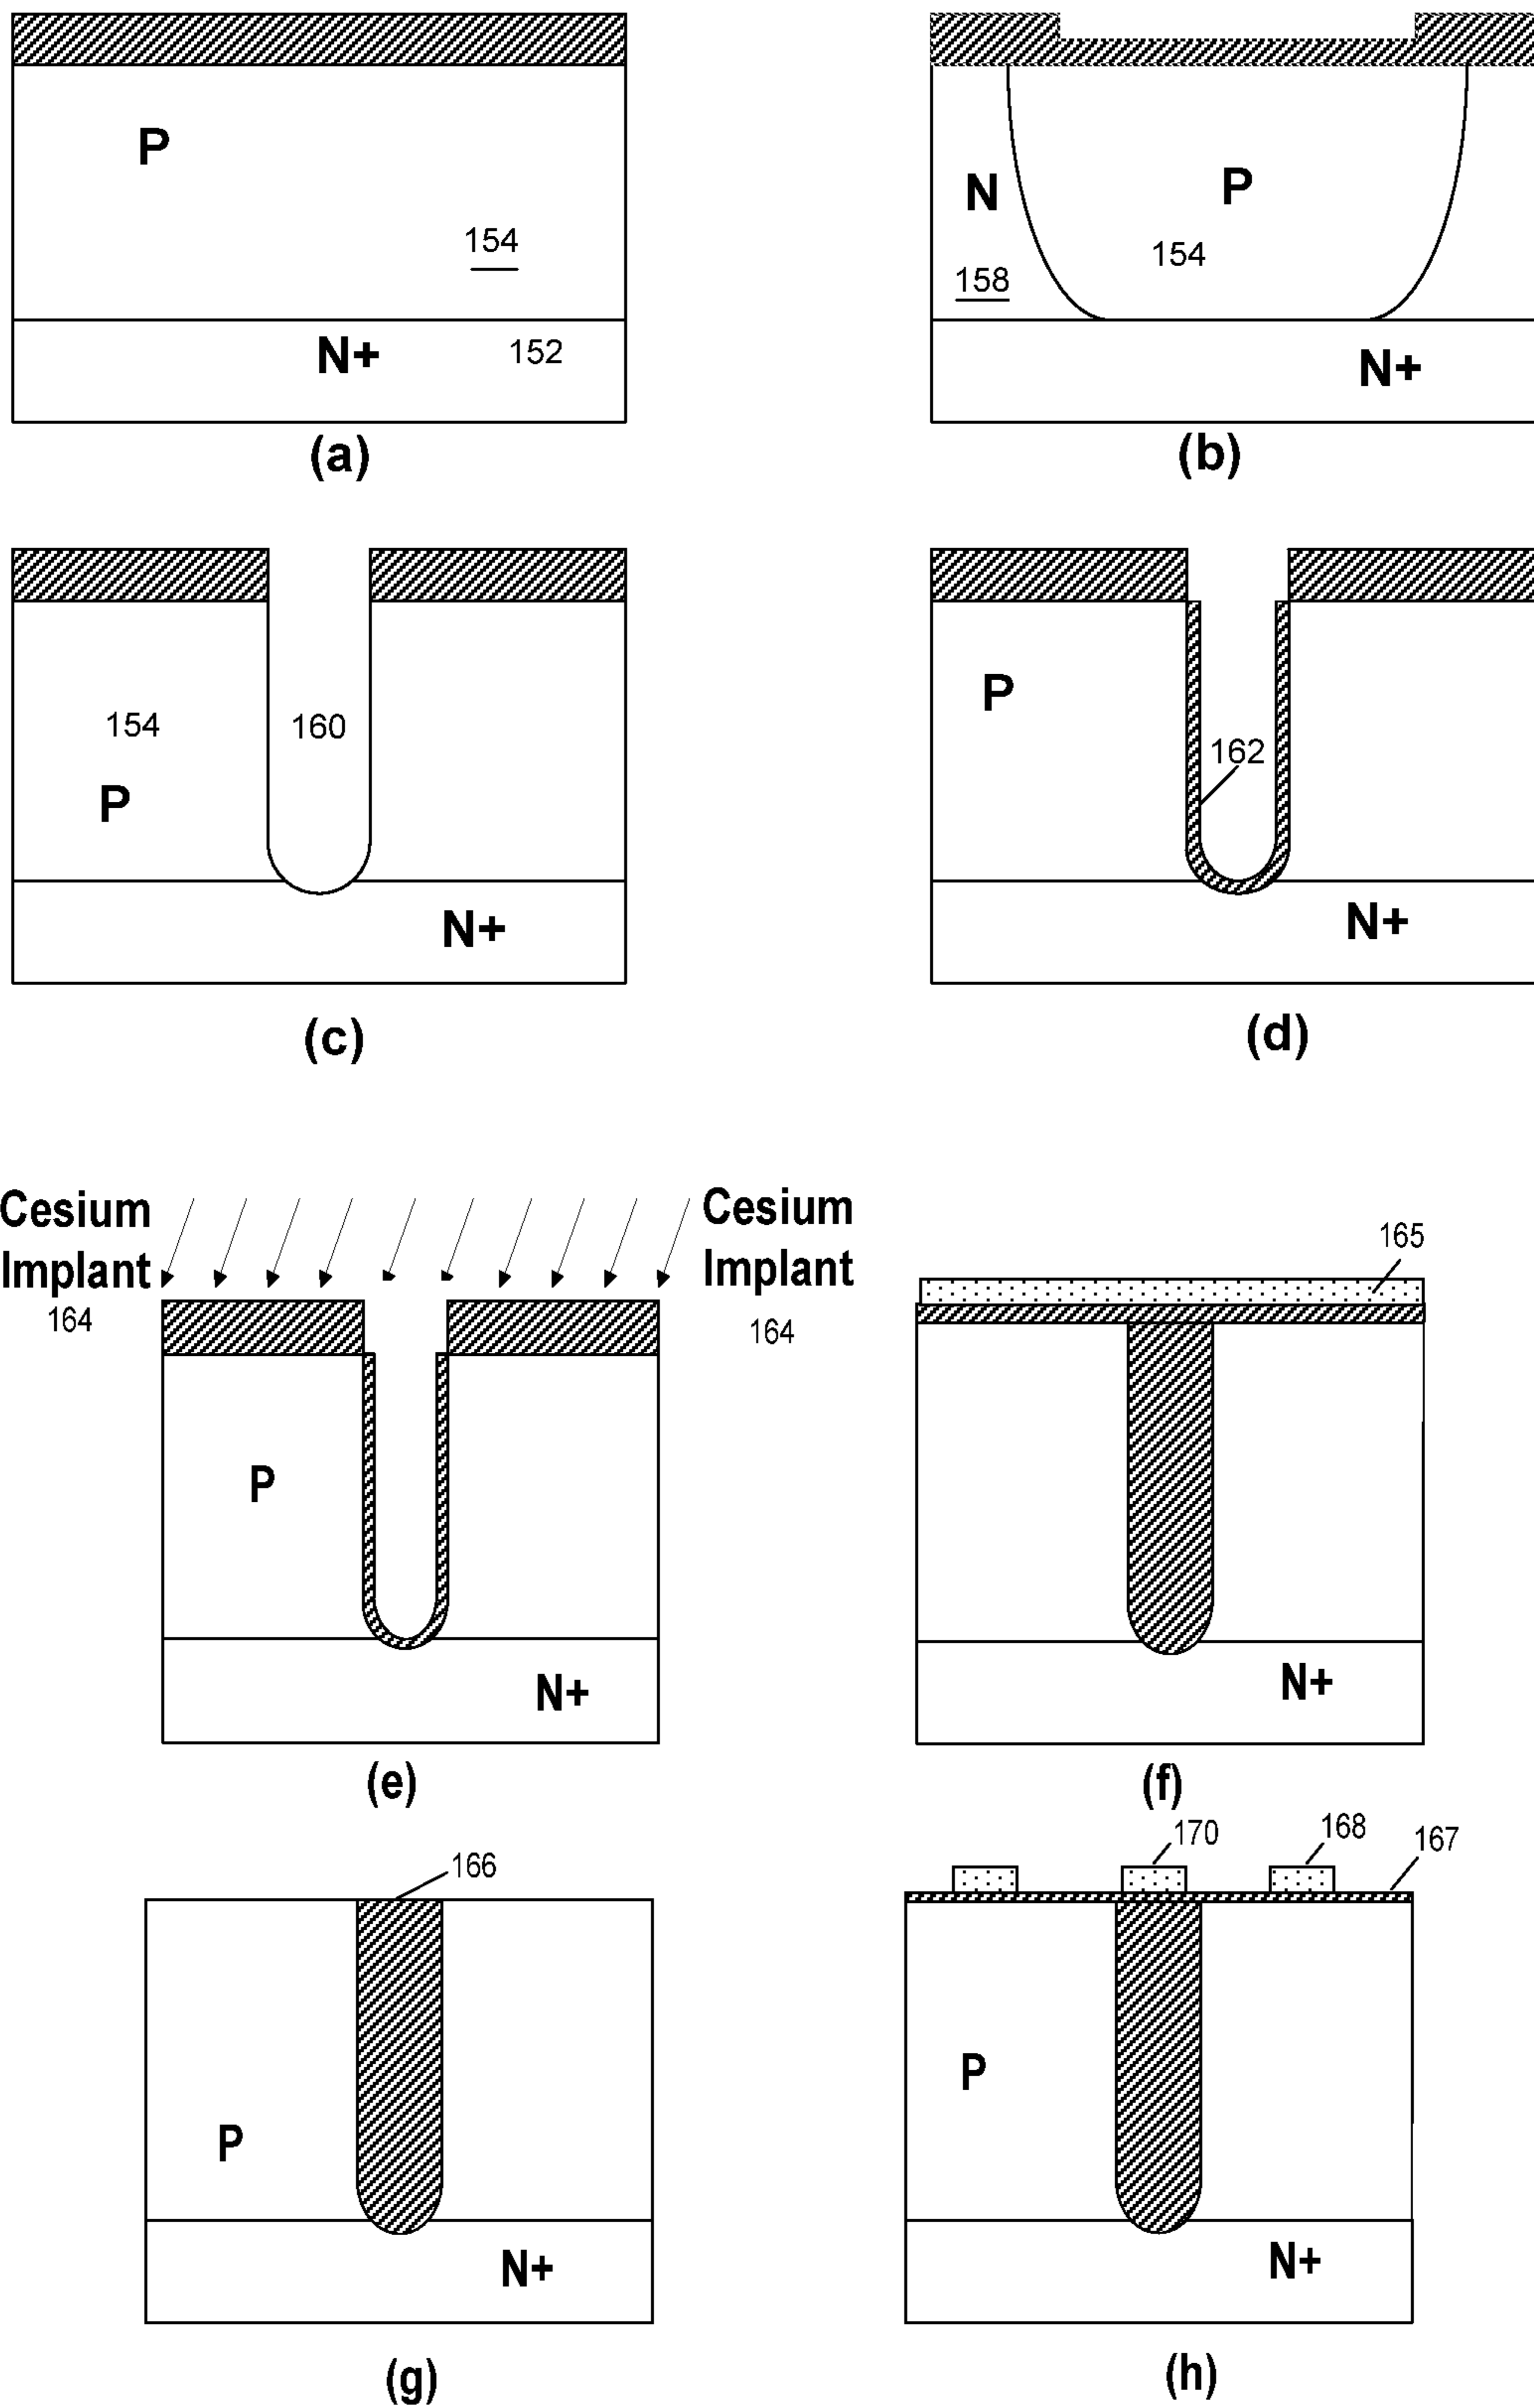 P
154
N+ 152
(a)
N
P
154
158
N+
(b)
154
160
P
N+
(c)
P
162
N+
(d)
Cesium
Implant
164
Cesium
Implant
164
P
N+
(e)
165
N+
(f)
166
P
N+
(g)
170
168
167
P
N+
(h)